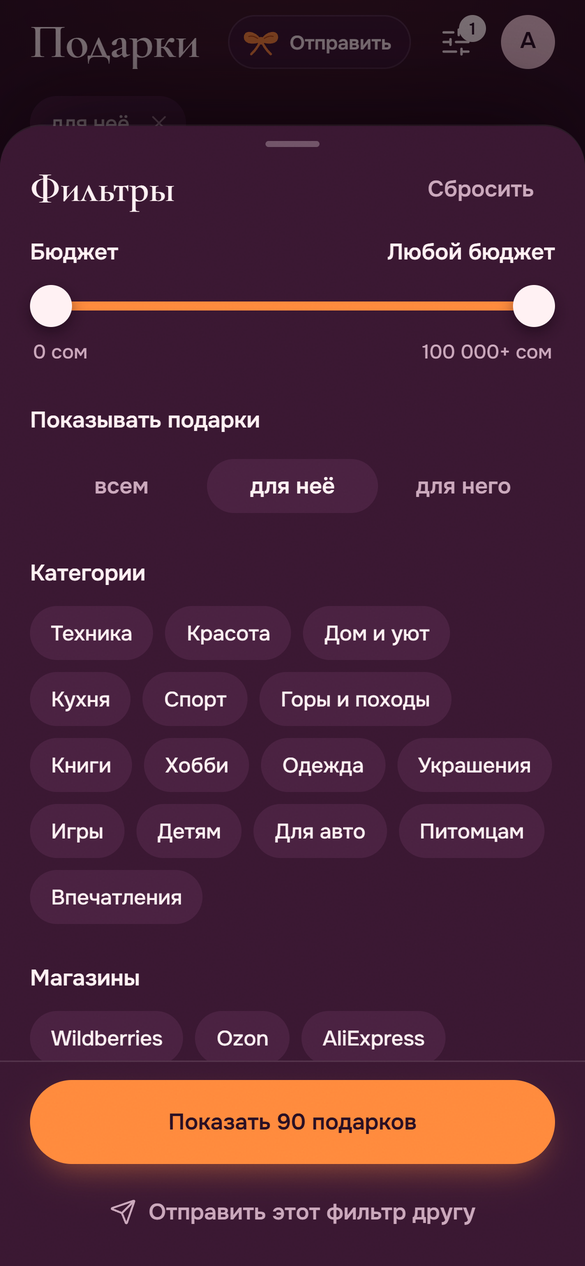 Подарки
Отправить
1
A
для неё
Фильтры
Сбросить
Бюджет
Любой бюджет
0 сом
100 000+ сом
Показывать подарки
всем
для неё
для него
Категории
Техника
Красота
Дом и уют
Кухня
Спорт
Горы и походы
Книги
Хобби
Одежда
Украшения
Игры
Детям
Для авто
Питомцам
Впечатления
Магазины
Wildberries
Ozon
AliExpress
Показать 90 подарков
Отправить этот фильтр другу